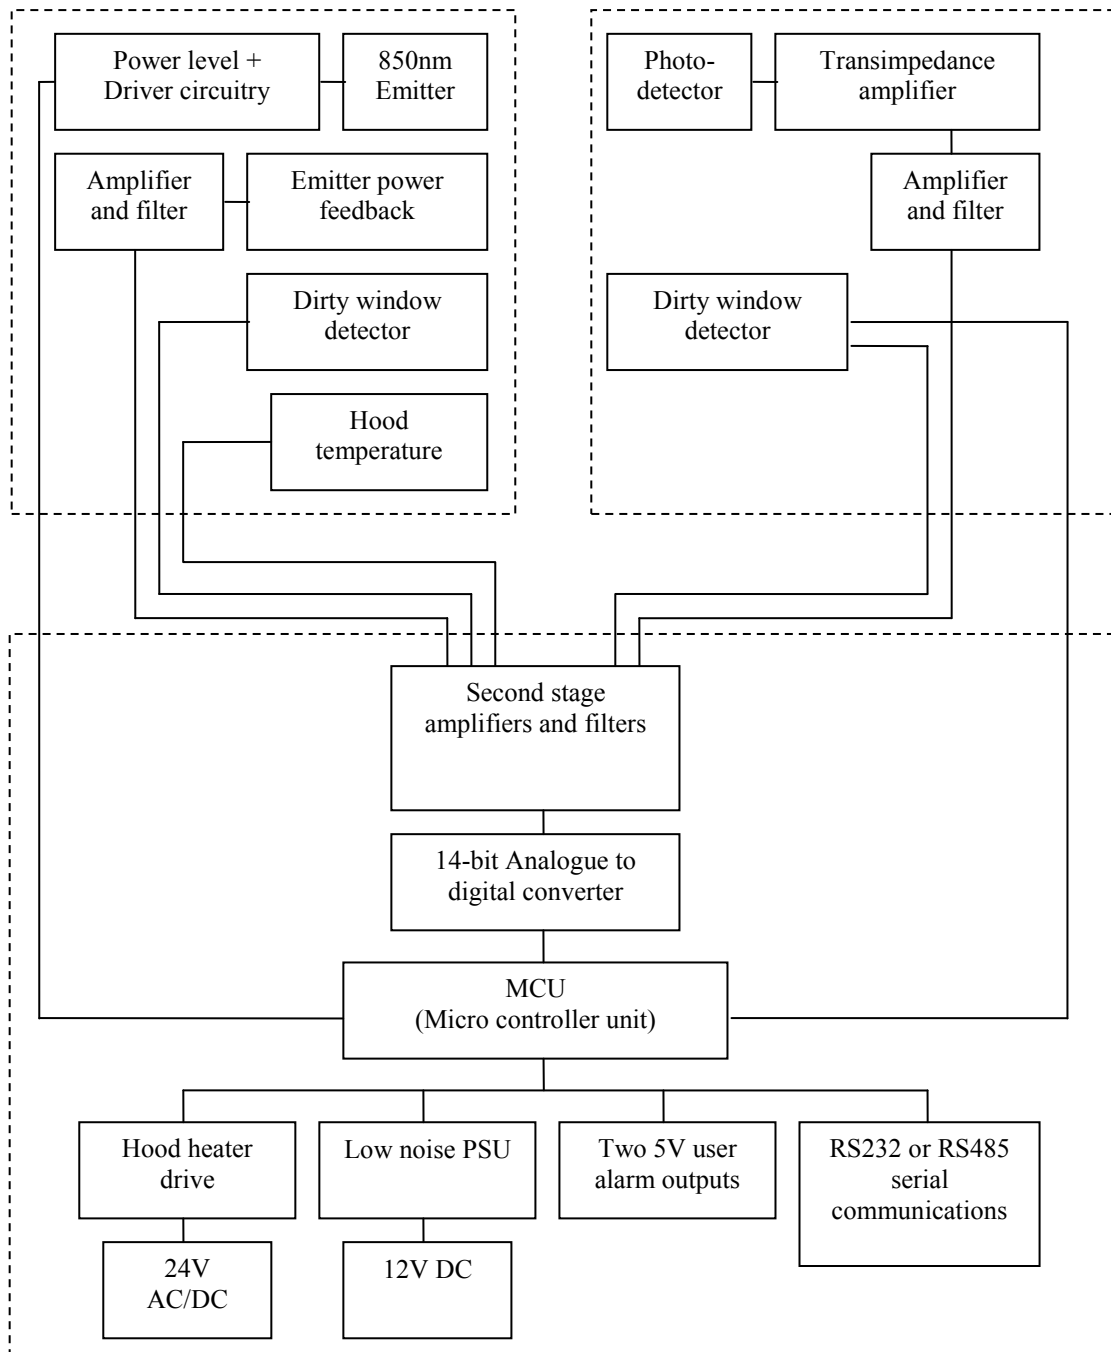 Power level +
Driver circuitry
850nm
Emitter
Photo-
detector
Transimpedance
amplifier
Amplifier
and filter
Emitter power
feedback
Amplifier
and filter
Dirty window
detector
Dirty window
detector
Hood
temperature
Second stage
amplifiers and filters
14-bit Analogue to
digital converter
MCU
(Micro controller unit)
Hood heater
drive
Low noise PSU
Two 5V user
alarm outputs
RS232 or RS485
serial
communications
24V
AC/DC
12V DC